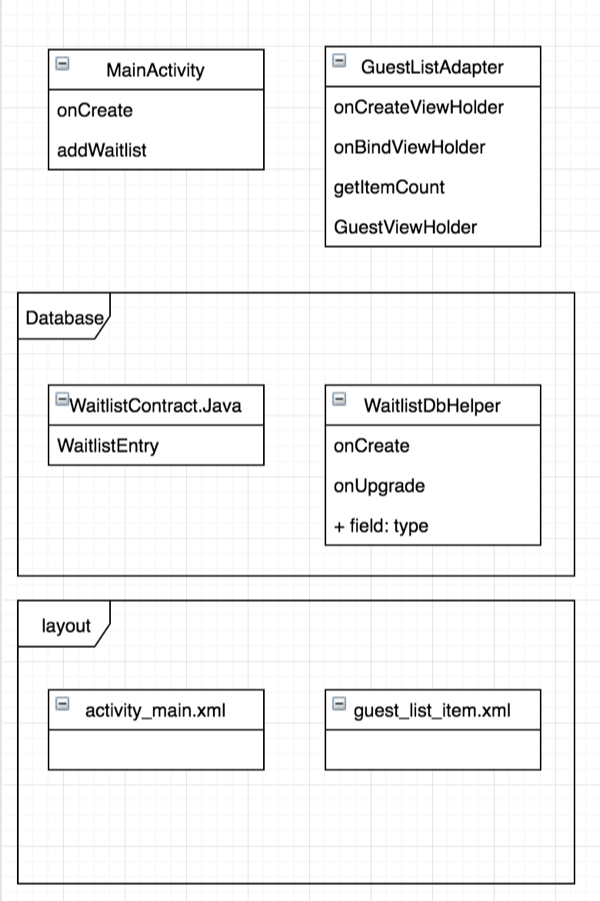 MainActivity
onCreate
addWaitlist
GuestListAdapter
onCreateViewHolder
onBindViewHolder
getItemCount
GuestViewHolder
Database
WaitlistContract.Java
WaitlistEntry
WaitlistDbHelper
onCreate
onUpgrade
+ field: type
layout
activity_main.xml
guest_list_item.xml